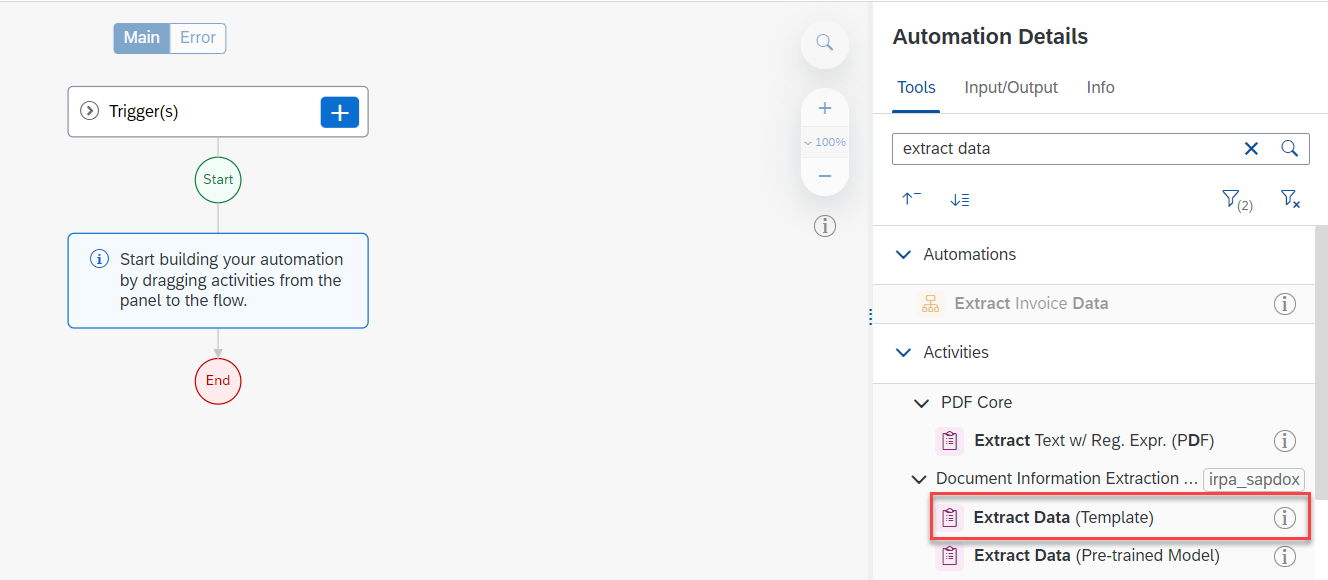 Main
Error
Trigger(s)
Start
Start building your automation
by dragging activities from the
panel to the flow.
End
100%
Automation Details
Tools
Input/Output
Info
extract data
(2)
Automations
Extract Invoice Data
Activities
PDF Core
Extract Text w/ Reg. Expr. (PDF)
Document Information Extraction ...
irpa_sapdox
Extract Data (Template)
Extract Data (Pre-trained Model)